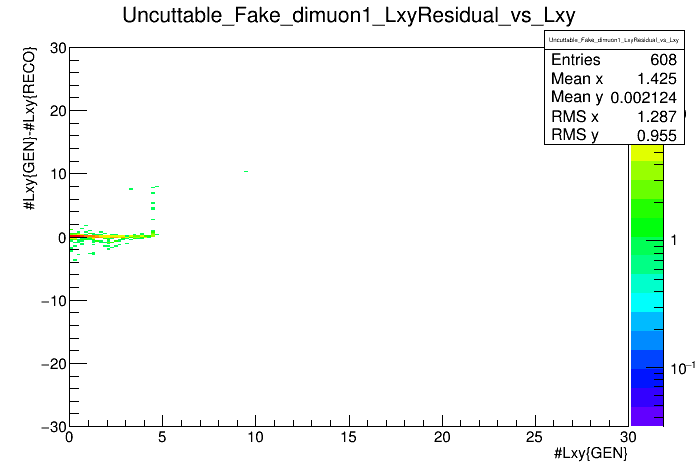 Uncuttable_Fake_dimuon1_LxyResidual_vs_Lxy
Uncuttable_Fake_dimuon1_LxyResidual_vs_Lxy
Entries 608
Mean x 1.425
Mean y 0.002124
RMS x 1.287
RMS y 0.955
#Lxy{GEN}-#Lxy{RECO}
30
20
10
0
−10
−20
−30
0 5 10 15 20 25 30
#Lxy{GEN}
1
10−1